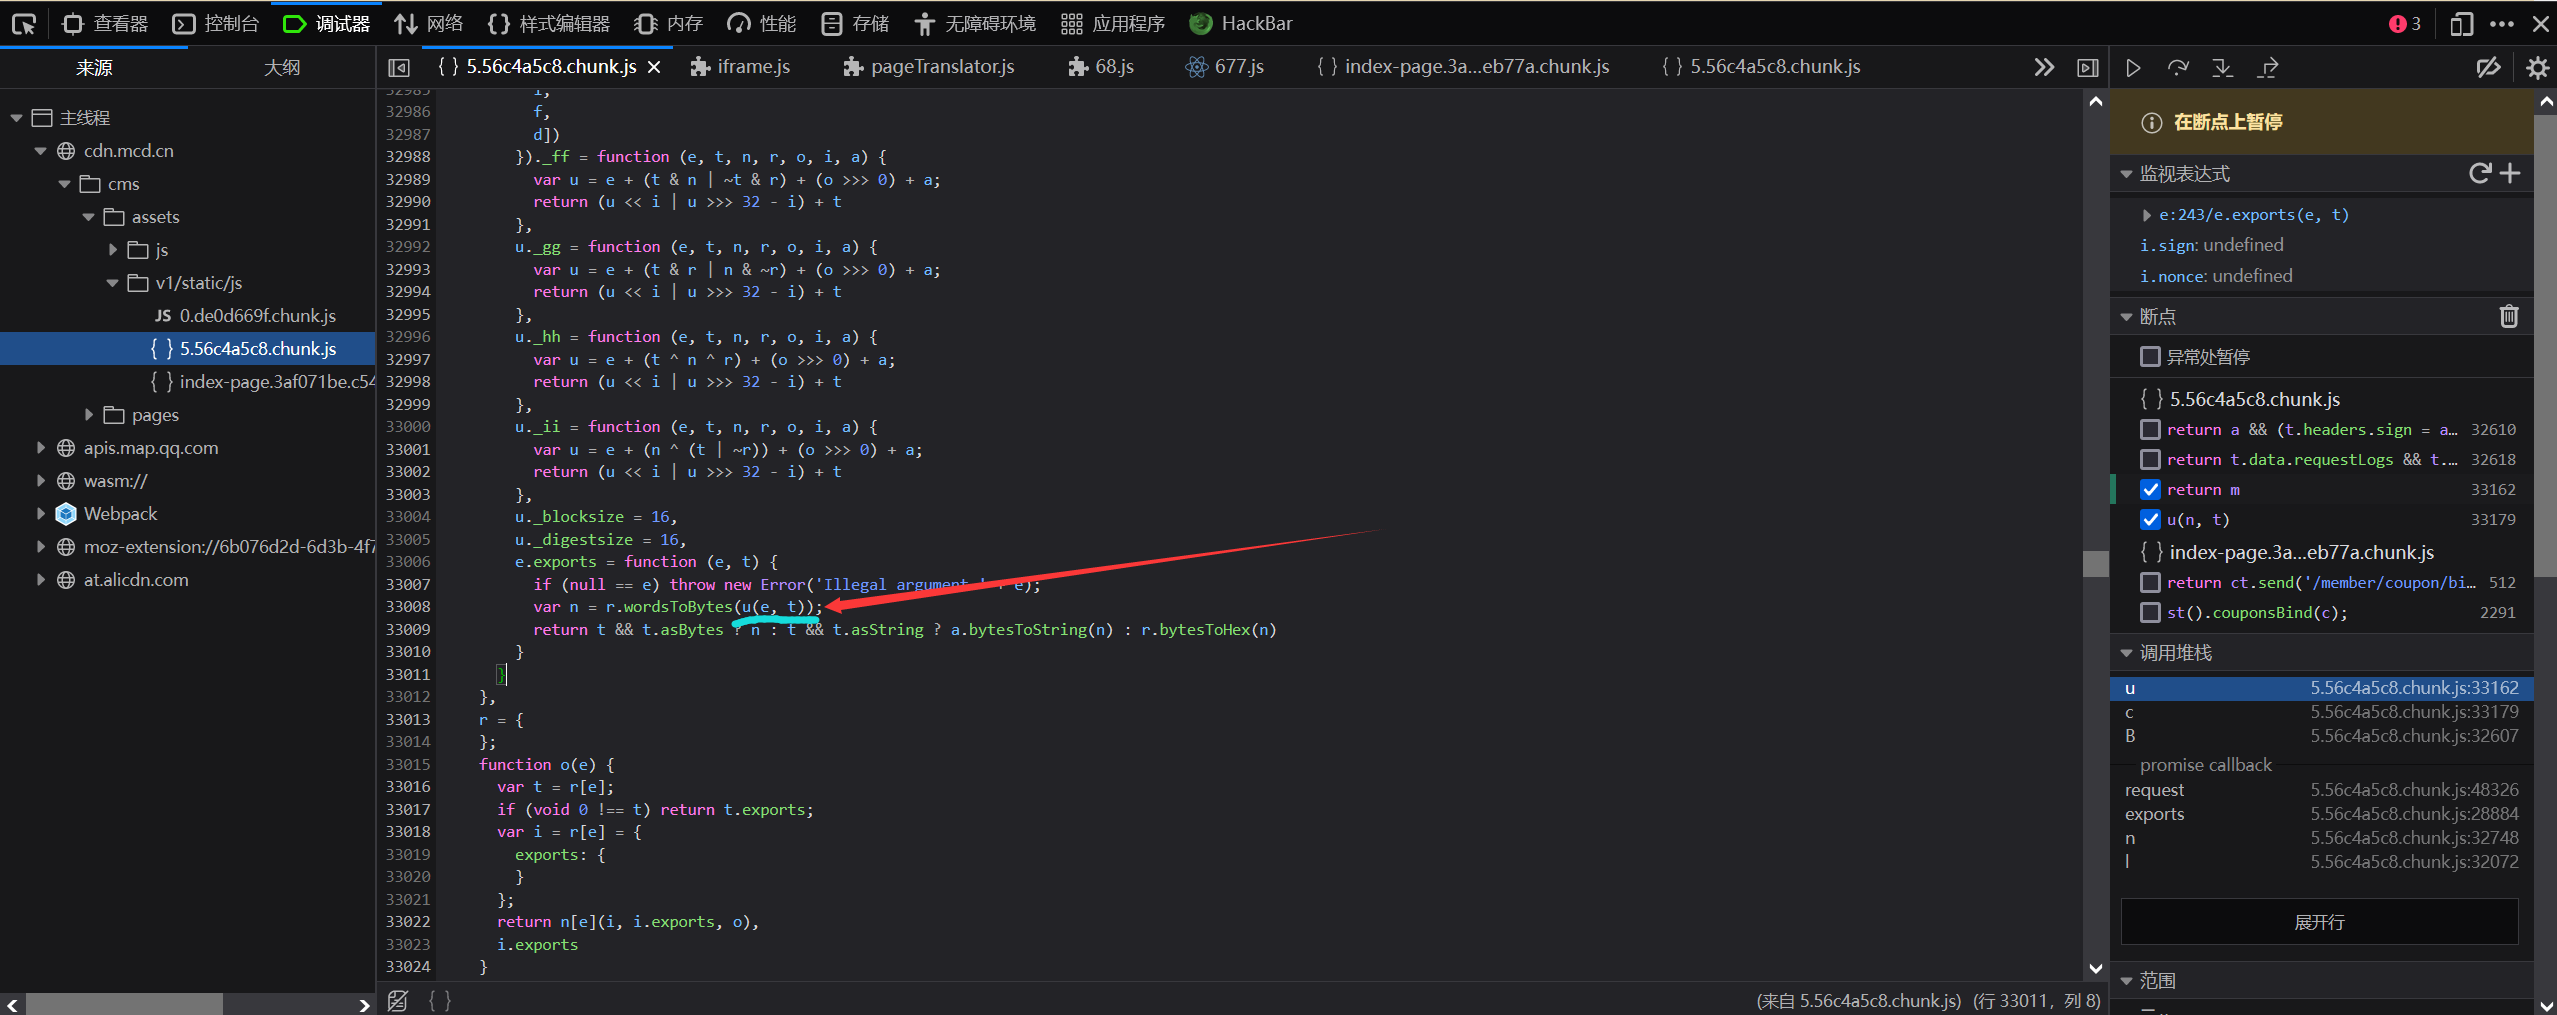 查看器 控制台 调试器 网络 样式编辑器 内存 性能 存储 无障碍环境 应用程序 HackBar 3
来源 大纲
5.56c4a5c8.chunk.js iframe.js pageTranslator.js 68.js 677.js index-page.3a...eb77a.chunk.js 5.56c4a5c8.chunk.js
主线程
cdn.mcd.cn
cms
assets
js
v1/static/js
JS 0.de0d669f.chunk.js
{ } 5.56c4a5c8.chunk.js
{ } index-page.3af071be.c54
pages
apis.map.qq.com
wasm://
Webpack
moz-extension://6b076d2d-6d3b-4f7
at.alicdn.com
32985 i,
32986 f,
32987 d])
32988 })._ff = function (e, t, n, r, o, i, a) {
32989 var u = e + (t & n | ~t & r) + (o >>> 0) + a;
32990 return (u << i | u >>> 32 - i) + t
32991 },
32992 u._gg = function (e, t, n, r, o, i, a) {
32993 var u = e + (t & r | n & ~r) + (o >>> 0) + a;
32994 return (u << i | u >>> 32 - i) + t
32995 },
32996 u._hh = function (e, t, n, r, o, i, a) {
32997 var u = e + (t ^ n ^ r) + (o >>> 0) + a;
32998 return (u << i | u >>> 32 - i) + t
32999 },
33000 u._ii = function (e, t, n, r, o, i, a) {
33001 var u = e + (n ^ (t | ~r)) + (o >>> 0) + a;
33002 return (u << i | u >>> 32 - i) + t
33003 },
33004 u._blocksize = 16,
33005 u._digestsize = 16,
33006 e.exports = function (e, t) {
33007 if (null == e) throw new Error('Illegal argument ' + e);
33008 var n = r.wordsToBytes(u(e, t));
33009 return t && t.asBytes ? n : t && t.asString ? a.bytesToString(n) : r.bytesToHex(n)
33010 }
33011 }
33012 },
33013 r = {
33014 };
33015 function o(e) {
33016 var t = r[e];
33017 if (void 0 !== t) return t.exports;
33018 var i = r[e] = {
33019 exports: {
33020 }
33021 };
33022 return n[e](i, i.exports, o),
33023 i.exports
33024 }
{ } (来自 5.56c4a5c8.chunk.js) (行 33011，列 8)
在断点上暂停
监视表达式
e:243/e.exports(e, t)
i.sign: undefined
i.nonce: undefined
断点
异常处暂停
{ } 5.56c4a5c8.chunk.js
return a && (t.headers.sign = a… 32610
return t.data.requestLogs && t.… 32618
return m 33162
u(n, t) 33179
{ } index-page.3a...eb77a.chunk.js
return ct.send('/member/coupon/bi… 512
st().couponsBind(c); 2291
调用堆栈
u 5.56c4a5c8.chunk.js:33162
c 5.56c4a5c8.chunk.js:33179
B 5.56c4a5c8.chunk.js:32607
promise callback
request 5.56c4a5c8.chunk.js:48326
exports 5.56c4a5c8.chunk.js:28884
n 5.56c4a5c8.chunk.js:32748
l 5.56c4a5c8.chunk.js:32072
展开行
范围